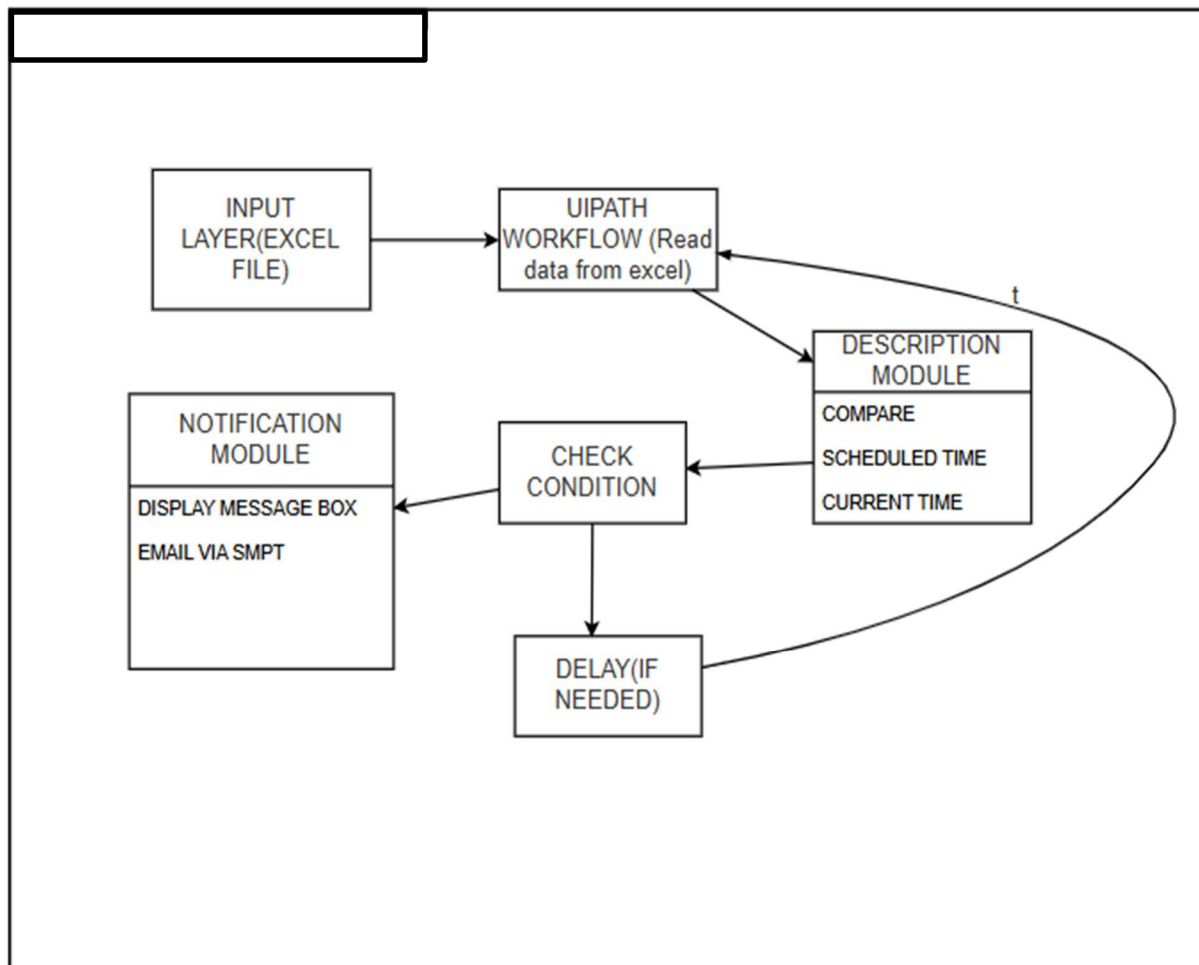 INPUT
LAYER(EXCEL
FILE)
UIPATH
WORKFLOW (Read
data from excel)
t
DESCRIPTION
MODULE
COMPARE
SCHEDULED TIME
CURRENT TIME
CHECK
CONDITION
NOTIFICATION
MODULE
DISPLAY MESSAGE BOX
EMAIL VIA SMPT
DELAY(IF
NEEDED)